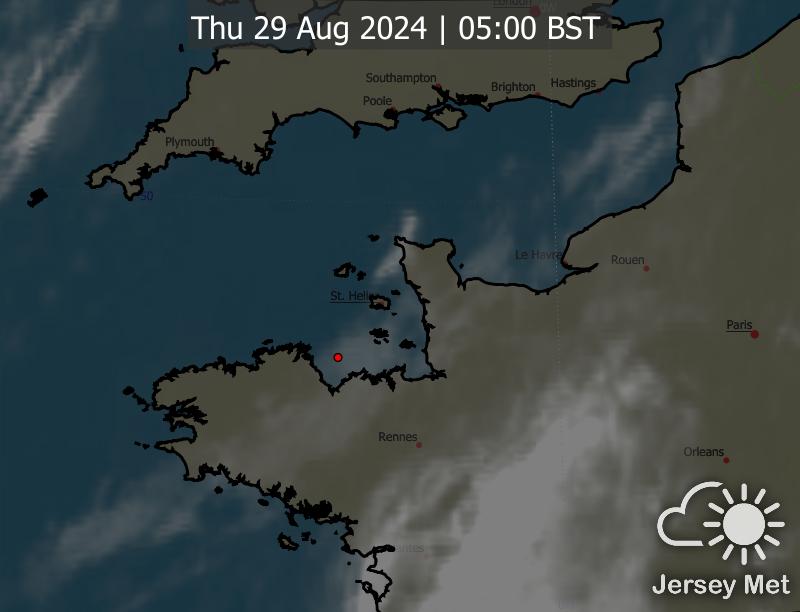 London
Thu 29 Aug 2024 | 05:00 BST
Southampton
Brighton
Hastings
Poole
Plymouth
50
Le Havre
Rouen
St. Helier
Paris
Rennes
Orleans
Jersey Met